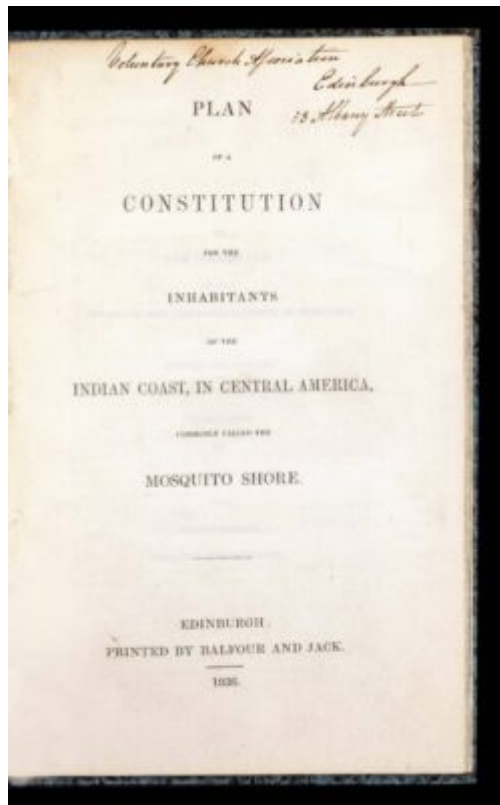 Voluntary Church Association
Edinburgh
13 Albany Street
PLAN
OF A
CONSTITUTION
FOR THE
INHABITANTS
OF THE
INDIAN COAST, IN CENTRAL AMERICA,
COMMONLY CALLED THE
MOSQUITO SHORE.
EDINBURGH:
PRINTED BY BALFOUR AND JACK.
1836.